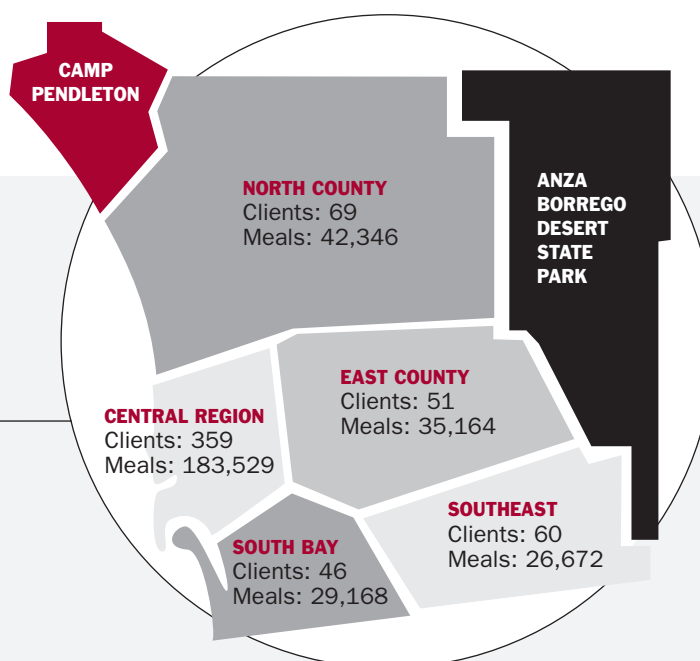 CAMP
PENDLETON
NORTH COUNTY
Clients: 69
Meals: 42,346
ANZA
BORREGO
DESERT
STATE
PARK
EAST COUNTY
Clients: 51
Meals: 35,164
CENTRAL REGION
Clients: 359
Meals: 183,529
SOUTHEAST
Clients: 60
Meals: 26,672
SOUTH BAY
Clients: 46
Meals: 29,168